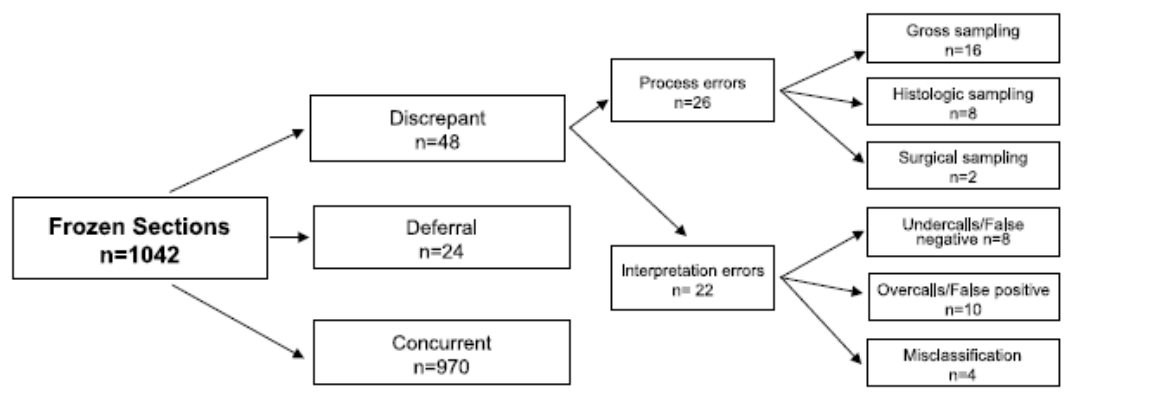 Frozen Sections
n=1042
Discrepant
n=48
Deferral
n=24
Concurrent
n=970
Process errors
n=26
Interpretation errors
n= 22
Gross sampling
n=16
Histologic sampling
n=8
Surgical sampling
n=2
Undercalls/False
negative n=8
Overcalls/False positive
n=10
Misclassification
n=4